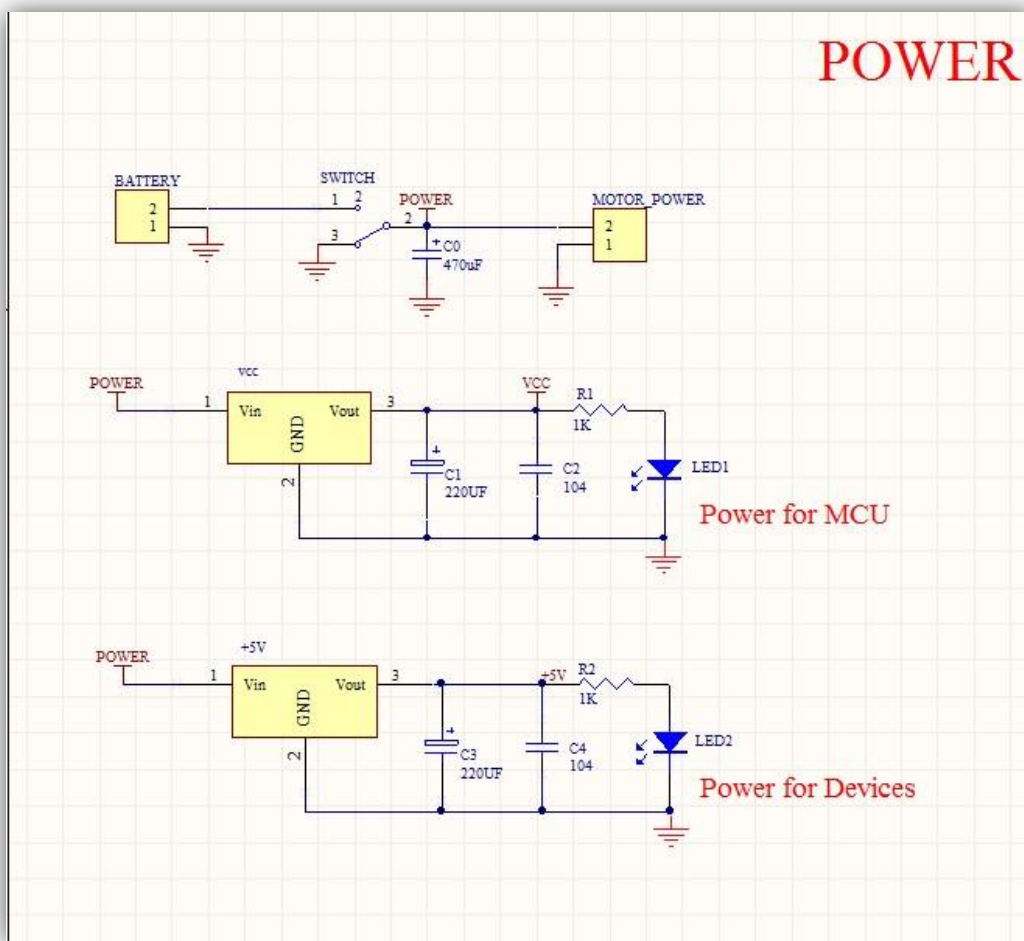 POWER
BATTERY
2
1
SWITCH
1 2
3
2
POWER
+
C0
470uF
MOTOR_POWER
2
1
POWER
1
vcc
Vin
Vout
GND
3
2
+
C1
220UF
VCC
C2
104
R1
1K
LED1
Power for MCU
POWER
1
+5V
Vin
Vout
GND
3
2
+
C3
220UF
+5V
C4
104
R2
1K
LED2
Power for Devices